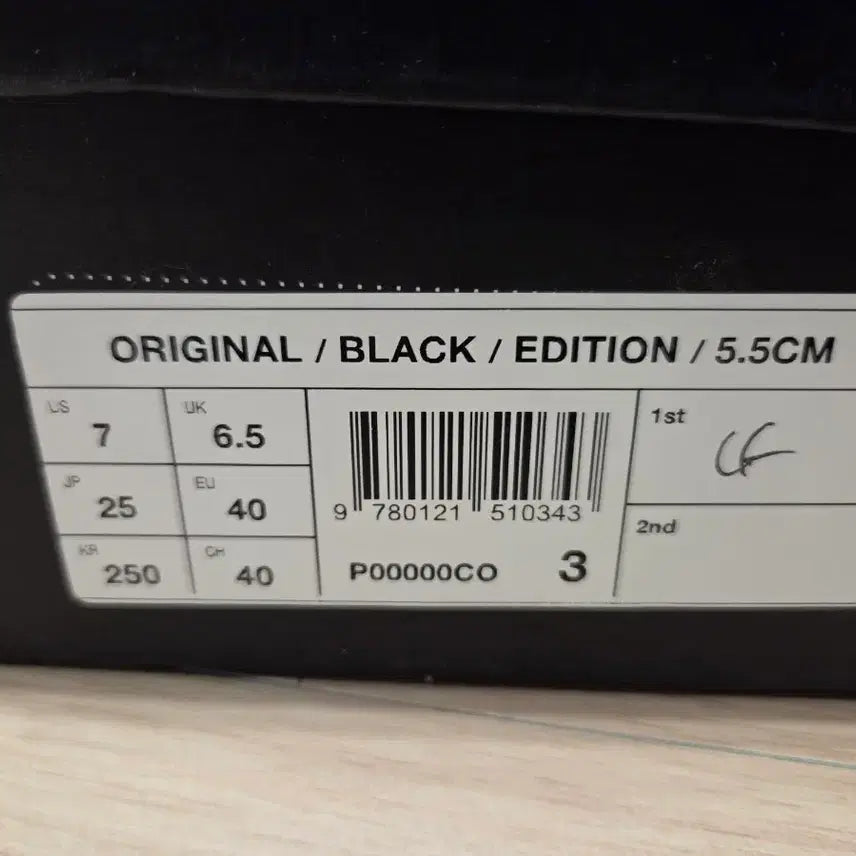 ORIGINAL / BLACK / EDITION / 5.5CM
US 7
UK 6.5
JP 25
EU 40
KR 250
CH 40
9 780121 510343
P00000CO 3
1st
2nd